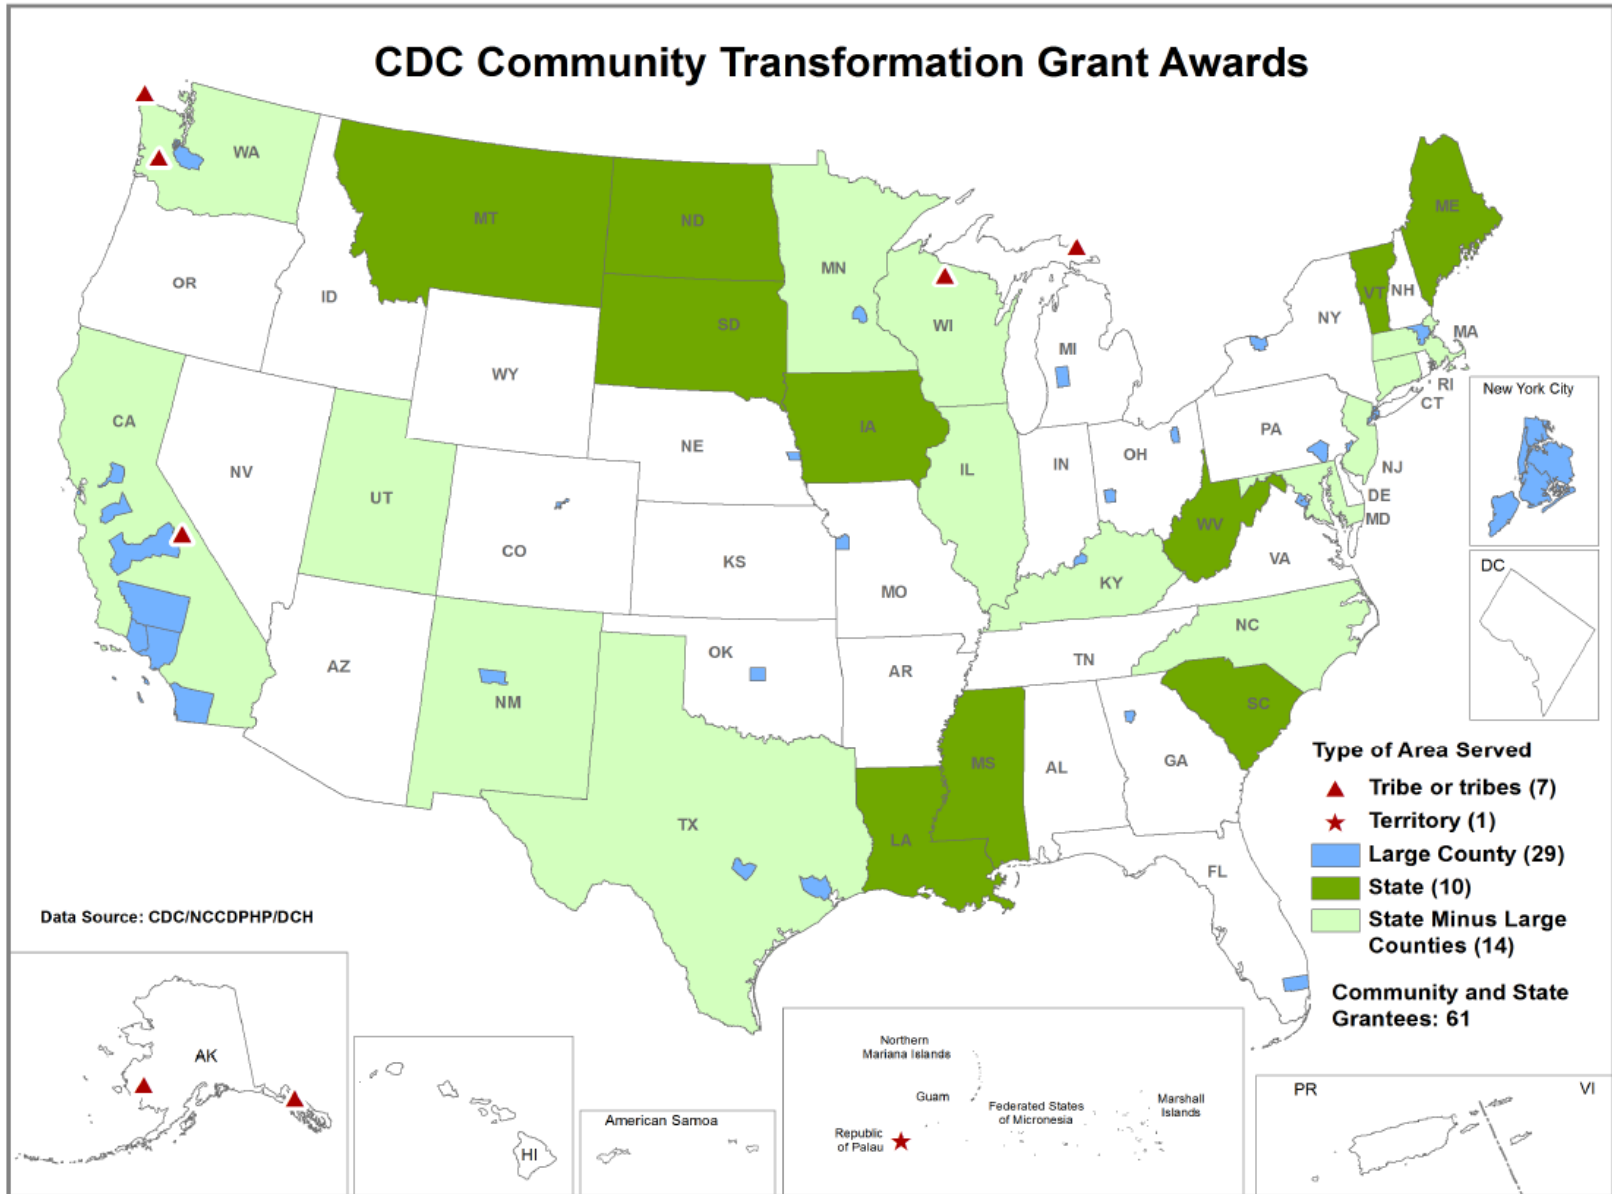 CDC Community Transformation Grant Awards
WA
MT
ND
MN
OR
ID
SD
WI
MI
NY
VT
NH
ME
MA
RI
CT
WY
CA
NV
UT
NE
IA
IL
IN
OH
PA
NJ
DE
MD
CO
KS
MO
KY
WV
VA
AZ
NM
OK
AR
TN
NC
SC
TX
LA
MS
AL
GA
FL
New York City
DC
Type of Area Served
Tribe or tribes (7)
Territory (1)
Large County (29)
State (10)
State Minus Large
Counties (14)
Community and State
Grantees: 61
Data Source: CDC/NCCDPHP/DCH
AK
HI
American Samoa
Northern
Mariana Islands
Guam
Federated States
of Micronesia
Marshall
Islands
Republic
of Palau
PR
VI